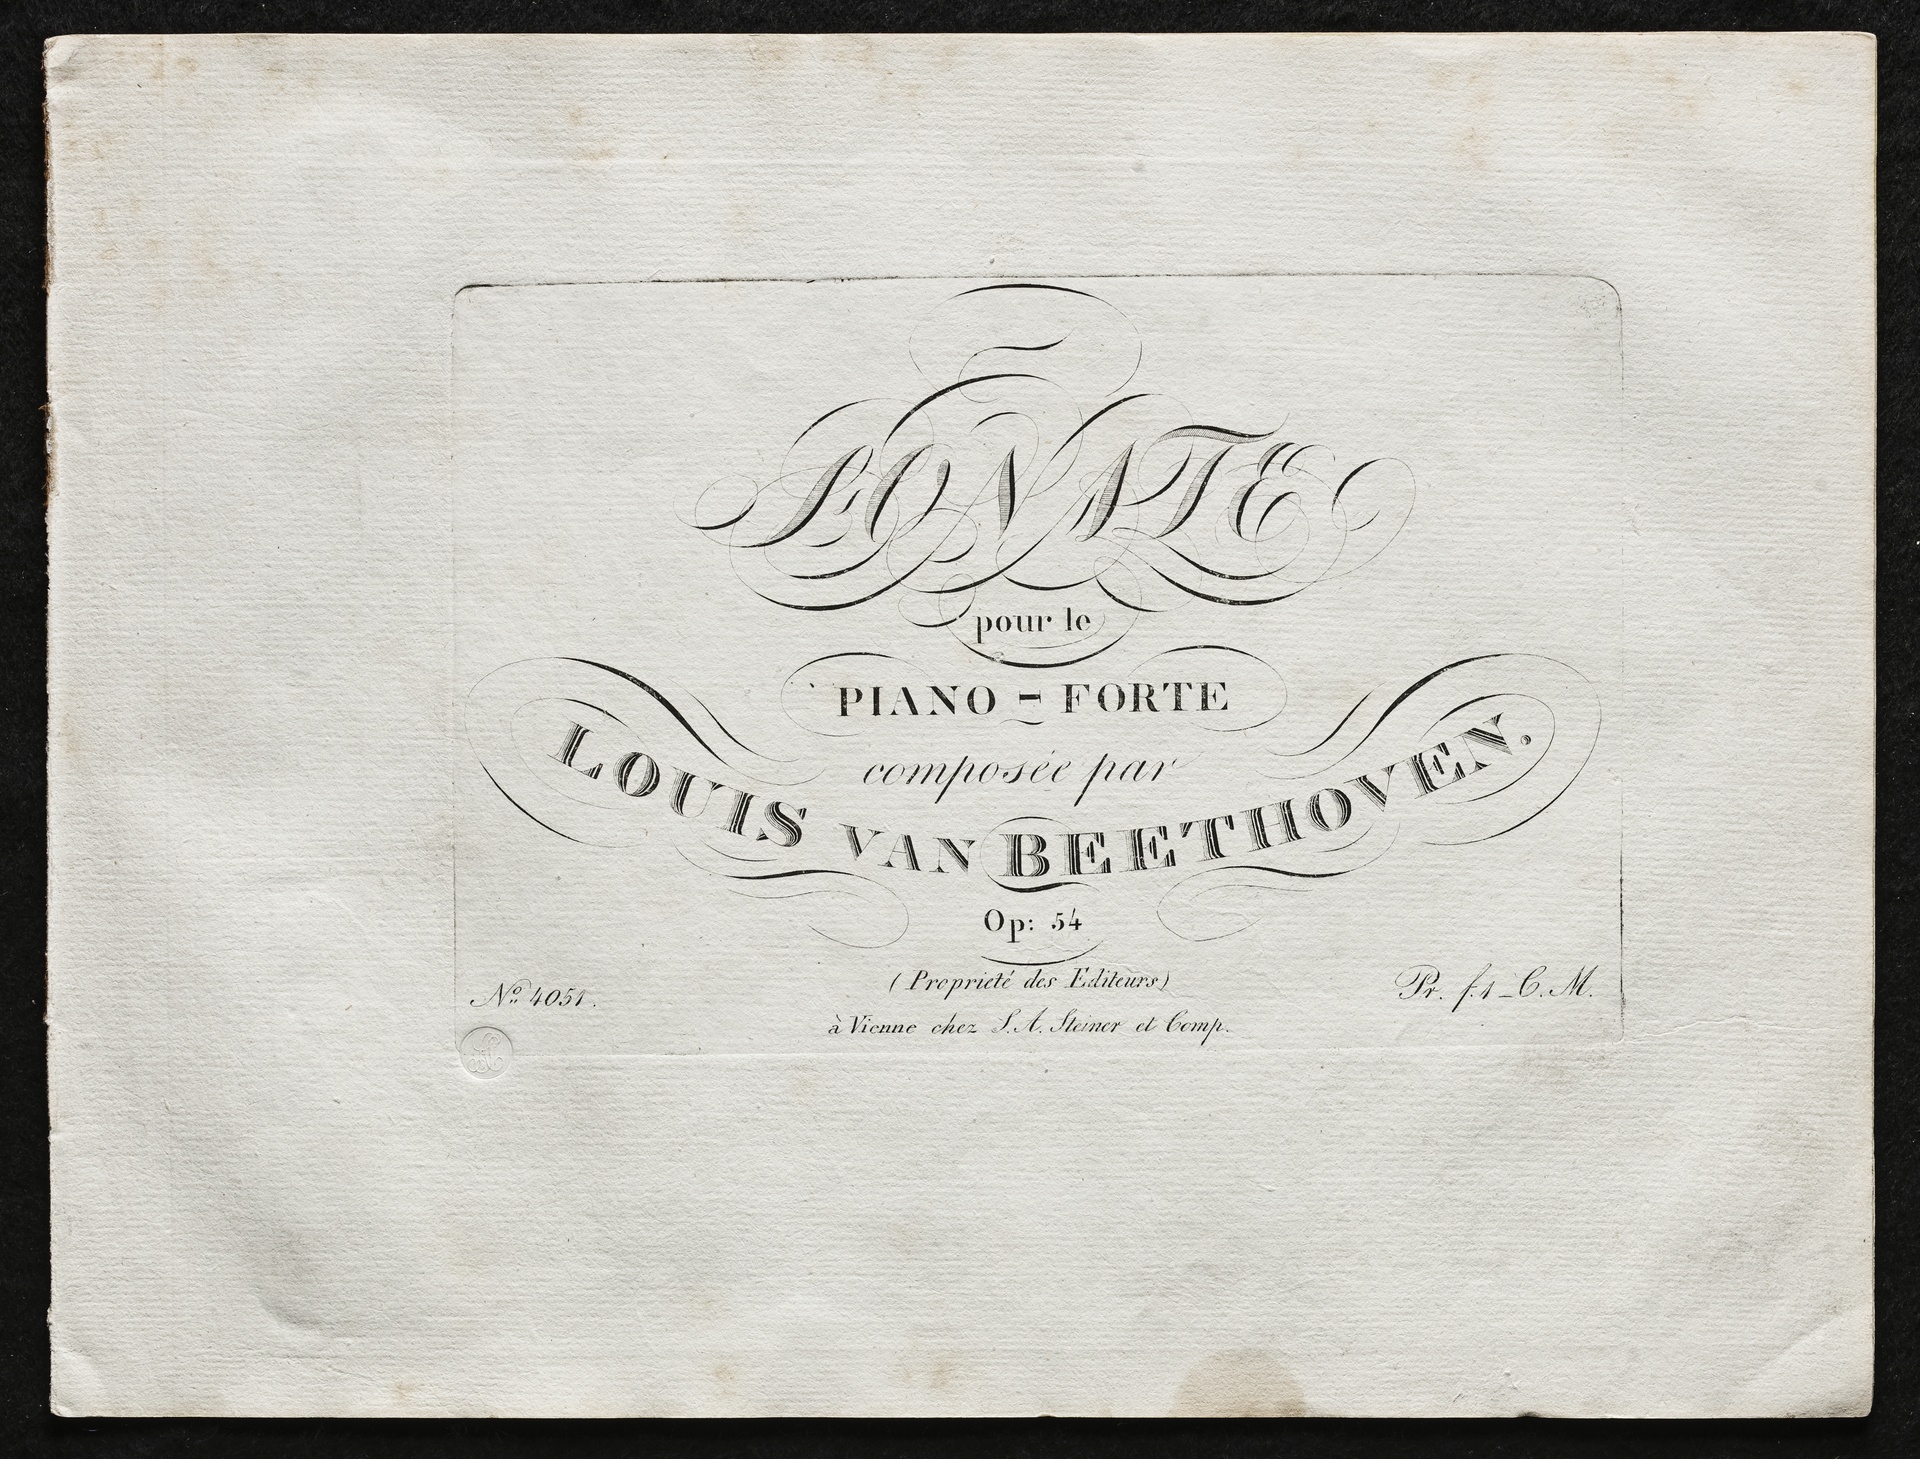 SONATE
pour le
PIANO-FORTE
composée par
LOUIS VAN BEETHOVEN.
Op: 54
(Proprieté des Editeurs)
No. 4051.
Pr. f.1_C.M.
à Vienne chez S.A. Steiner et Comp.